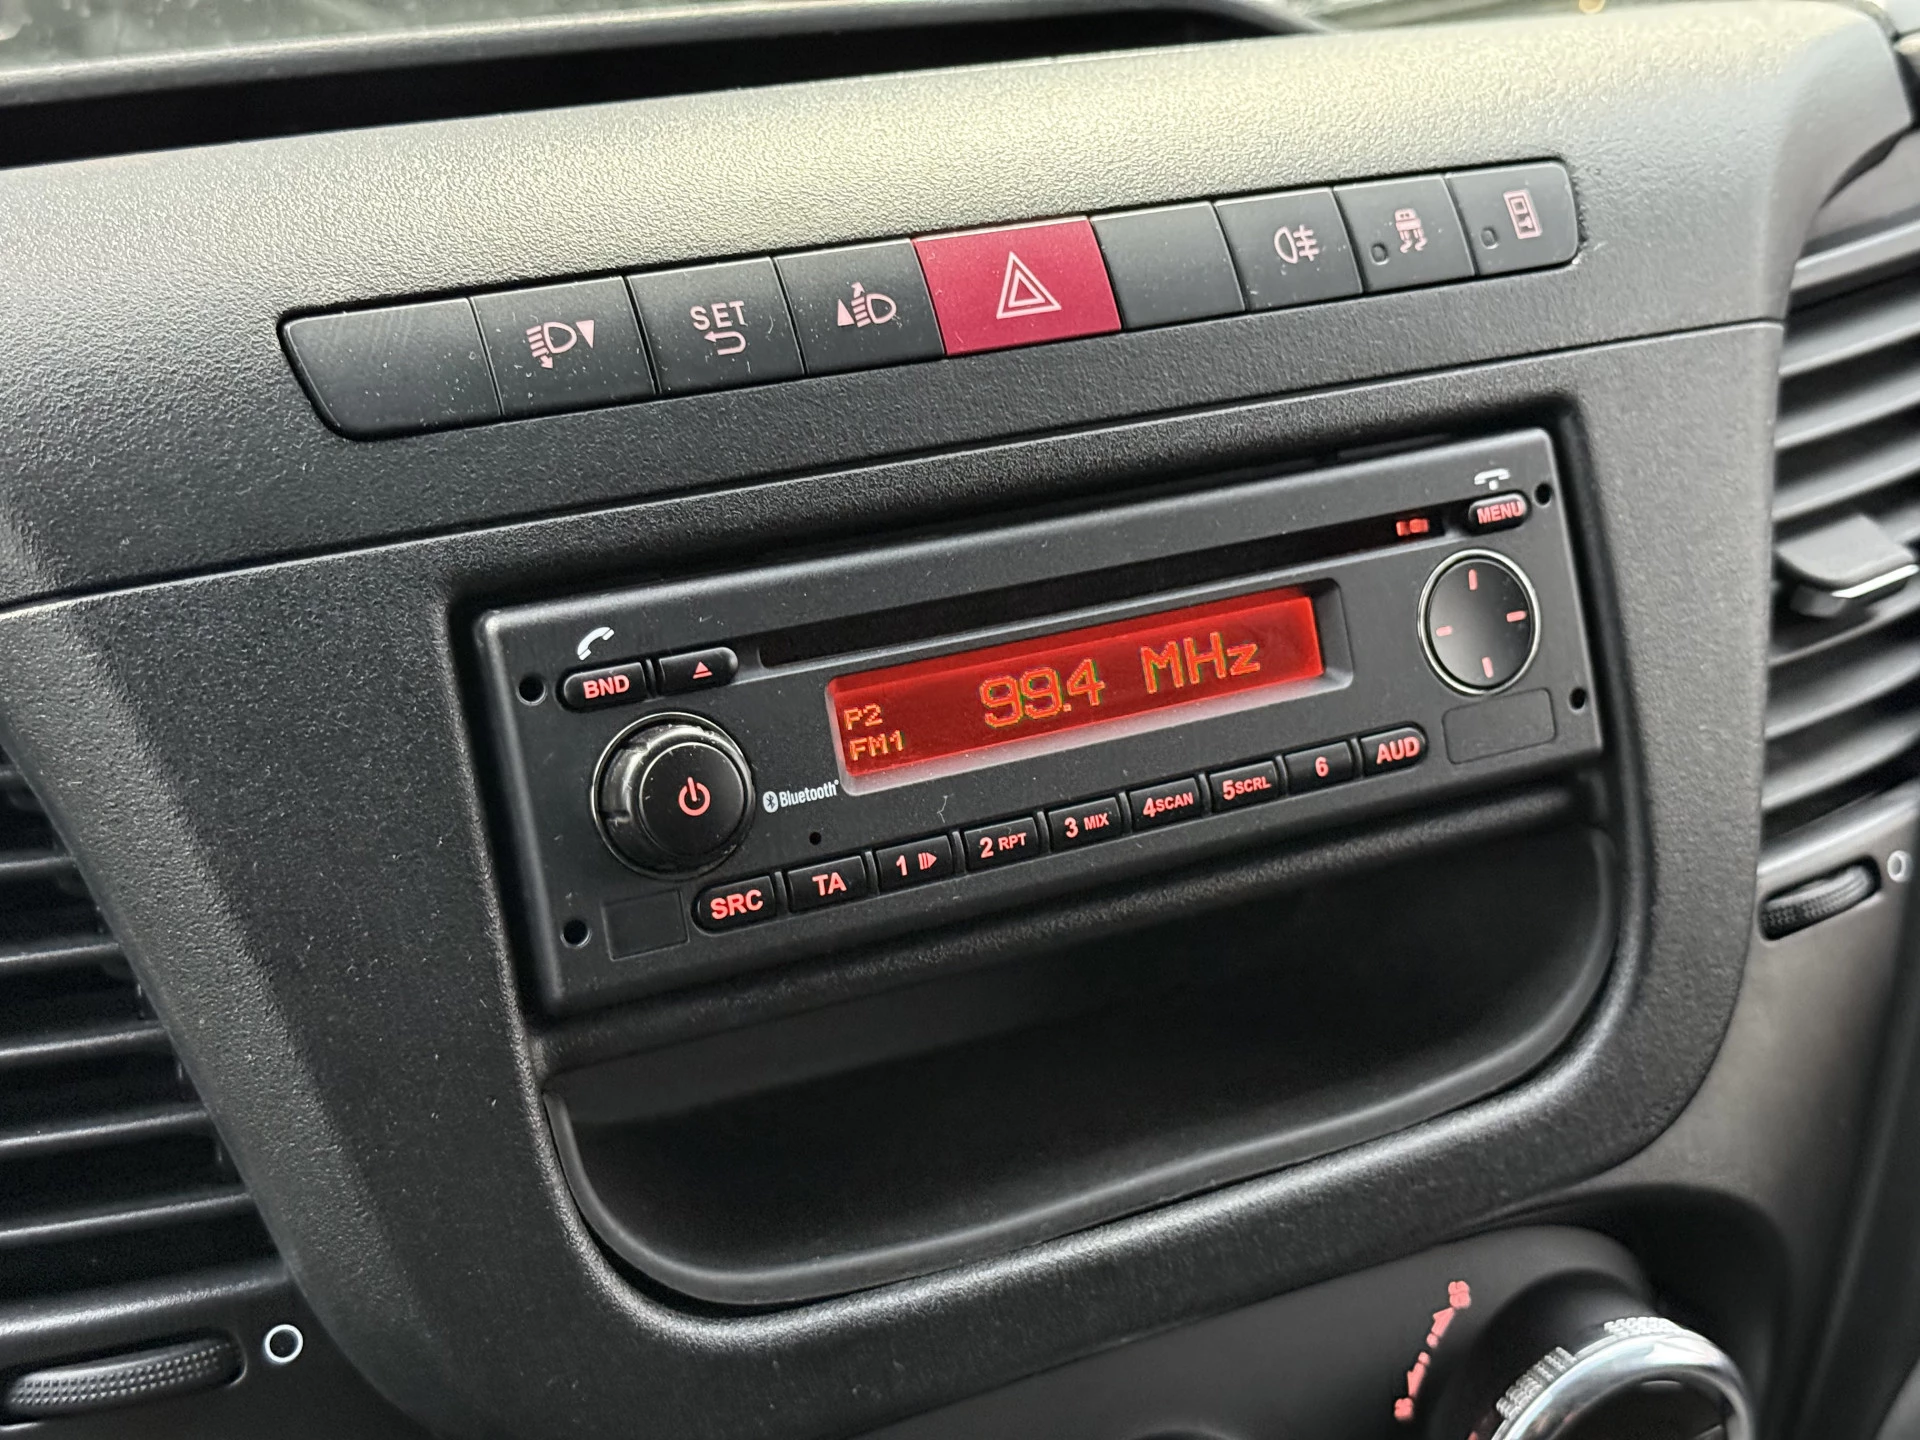 SET
MENU
BND
P2 99.4 MHz
FM1
Bluetooth
SRC TA 1 2 RPT 3 MIX 4SCAN 5SCRL 6 AUD